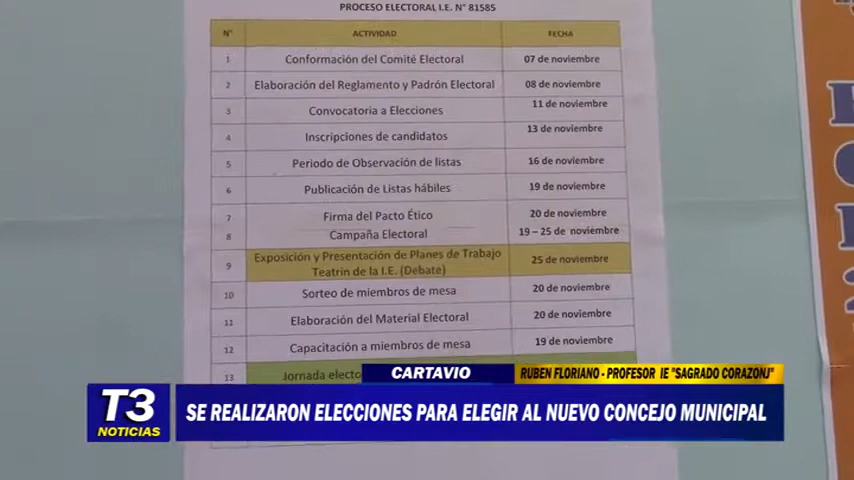 PROCESO ELECTORAL I.E. N° 81585
N° ACTIVIDAD FECHA
1 Conformación del Comité Electoral 07 de noviembre
2 Elaboración del Reglamento y Padrón Electoral 08 de noviembre
3 Convocatoria a Elecciones 11 de noviembre
4 Inscripciones de candidatos 13 de noviembre
5 Periodo de Observación de listas 16 de noviembre
6 Publicación de Listas hábiles 19 de noviembre
7 Firma del Pacto Ético 20 de noviembre
8 Campaña Electoral 19 – 25 de noviembre
9 Exposición y Presentación de Planes de Trabajo
Teatrin de la I.E. (Debate) 25 de noviembre
10 Sorteo de miembros de mesa 20 de noviembre
11 Elaboración del Material Electoral 20 de noviembre
12 Capacitación a miembros de mesa 19 de noviembre
13 Jornada
CARTAVIO
RUBEN FLORIANO - PROFESOR IE "SAGRADO CORAZONJ"
T3
NOTICIAS
SE REALIZARON ELECCIONES PARA ELEGIR AL NUEVO CONCEJO MUNICIPAL